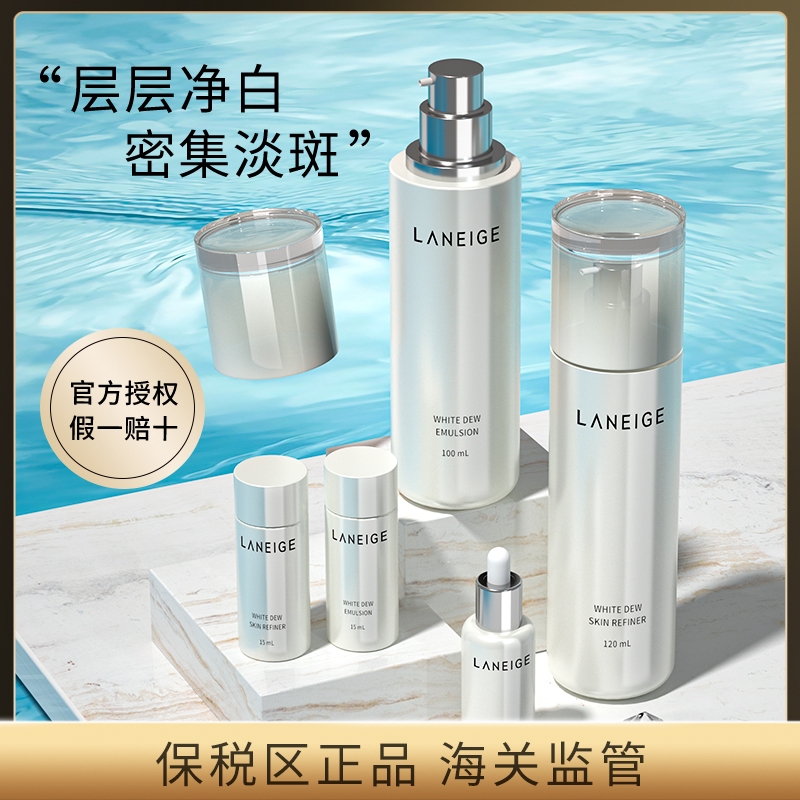 “层层净白
密集淡斑”
LANEIGE
WHITE DEW
EMULSION
100 mL
LANEIGE
WHITE DEW
SKIN REFINER
120 mL
官方授权
假一赔十
LANEIGE
WHITE DEW
SKIN REFINER
15 mL
LANEIGE
WHITE DEW
EMULSION
15 mL
LANEIGE
保税区正品 海关监管